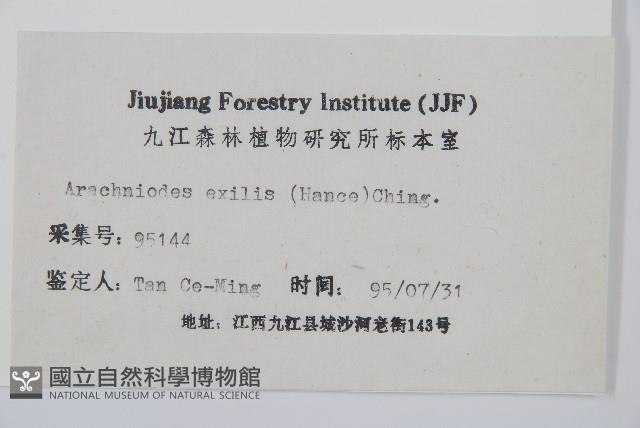 Jiujiang Forestry Institute (JJF)
九江森林植物研究所标本室
Arachniodes exilis (Hance)Ching.
采集号: 95144
鉴定人: Tan Ce-Ming 时间: 95/07/31
地址: 江西九江县城沙河老街143号
國立自然科學博物館
NATIONAL MUSEUM OF NATURAL SCIENCE